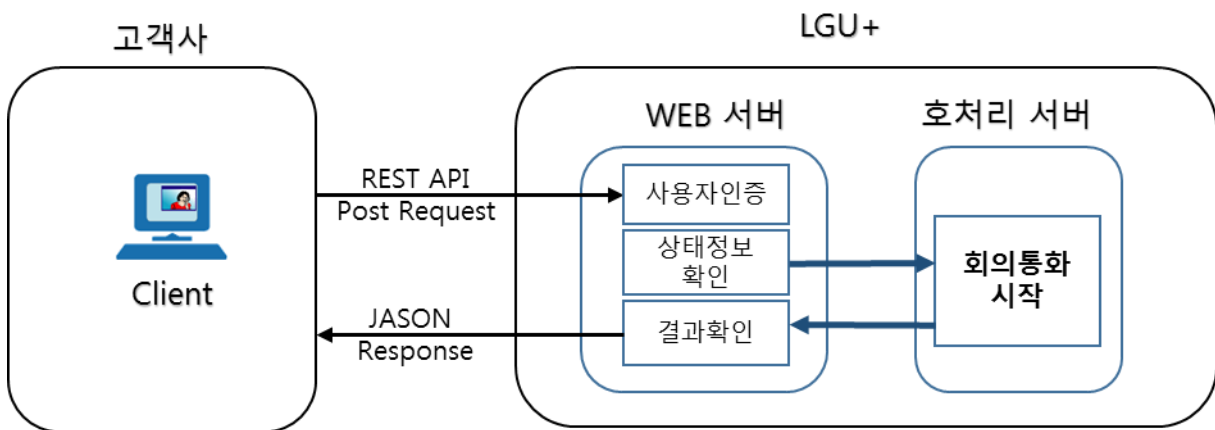 고객사
LGU+
WEB 서버
호처리 서버
REST API
Post Request
사용자인증
상태정보
확인
회의통화
시작
Client
JASON
Response
결과확인